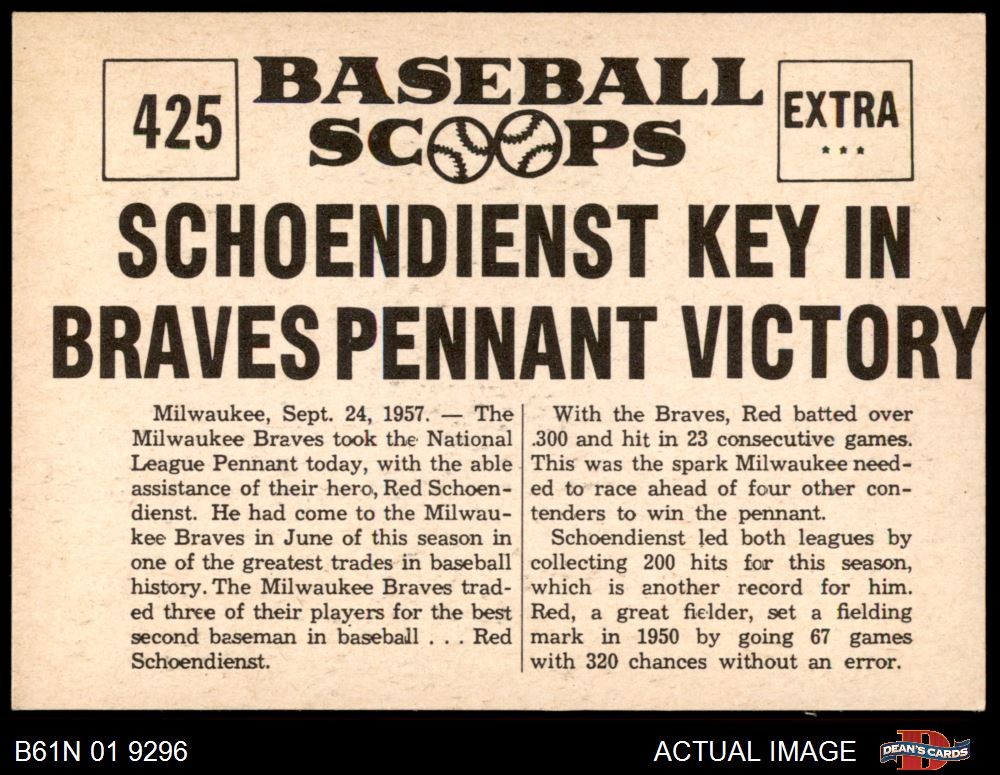 425
BASEBALL
SCOOPS
EXTRA
* * *
SCHOENDIENST KEY IN
BRAVES PENNANT VICTORY
Milwaukee, Sept. 24, 1957. — The
Milwaukee Braves took the National
League Pennant today, with the able
assistance of their hero, Red Schoen-
dienst. He had come to the Milwau-
kee Braves in June of this season in
one of the greatest trades in baseball
history. The Milwaukee Braves trad-
ed three of their players for the best
second baseman in baseball . . . Red
Schoendienst.
With the Braves, Red batted over
.300 and hit in 23 consecutive games.
This was the spark Milwaukee need-
ed to race ahead of four other con-
tenders to win the pennant.
Schoendienst led both leagues by
collecting 200 hits for this season,
which is another record for him.
Red, a great fielder, set a fielding
mark in 1950 by going 67 games
with 320 chances without an error.
B61N 01 9296
ACTUAL IMAGE
D
DEAN'S CARDS